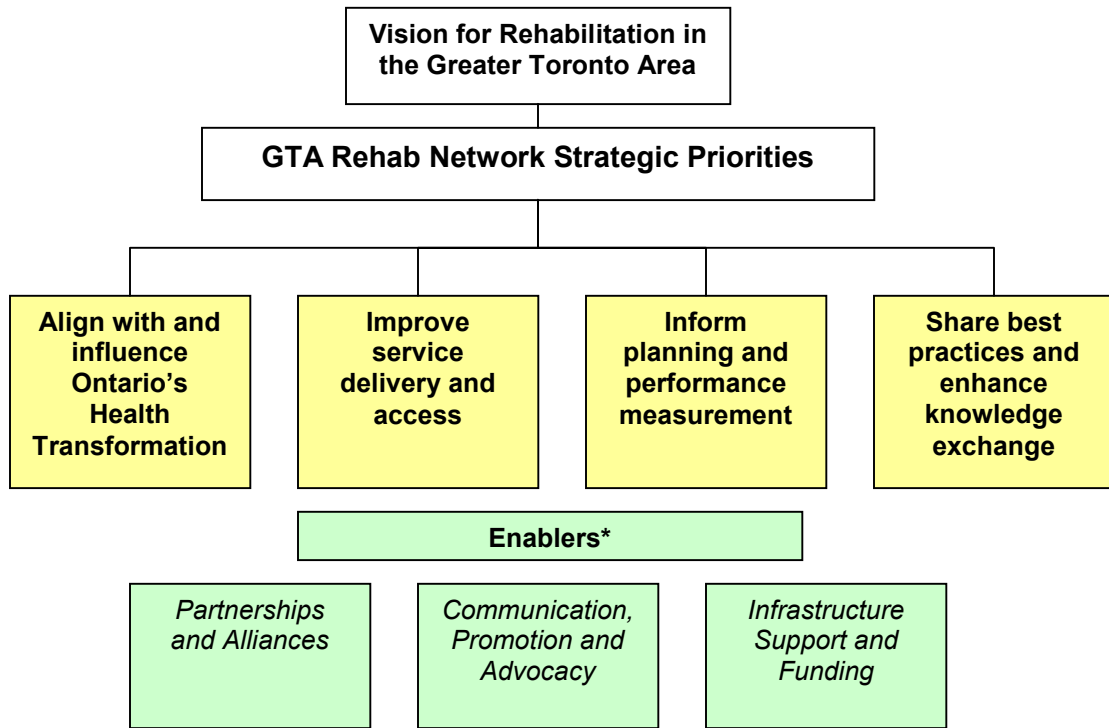 Vision for Rehabilitation in
the Greater Toronto Area
GTA Rehab Network Strategic Priorities
Align with and
influence
Ontario’s
Health
Transformation
Improve
service
delivery and
access
Inform
planning and
performance
measurement
Share best
practices and
enhance
knowledge
exchange
Enablers*
Partnerships
and Alliances
Communication,
Promotion and
Advocacy
Infrastructure
Support and
Funding